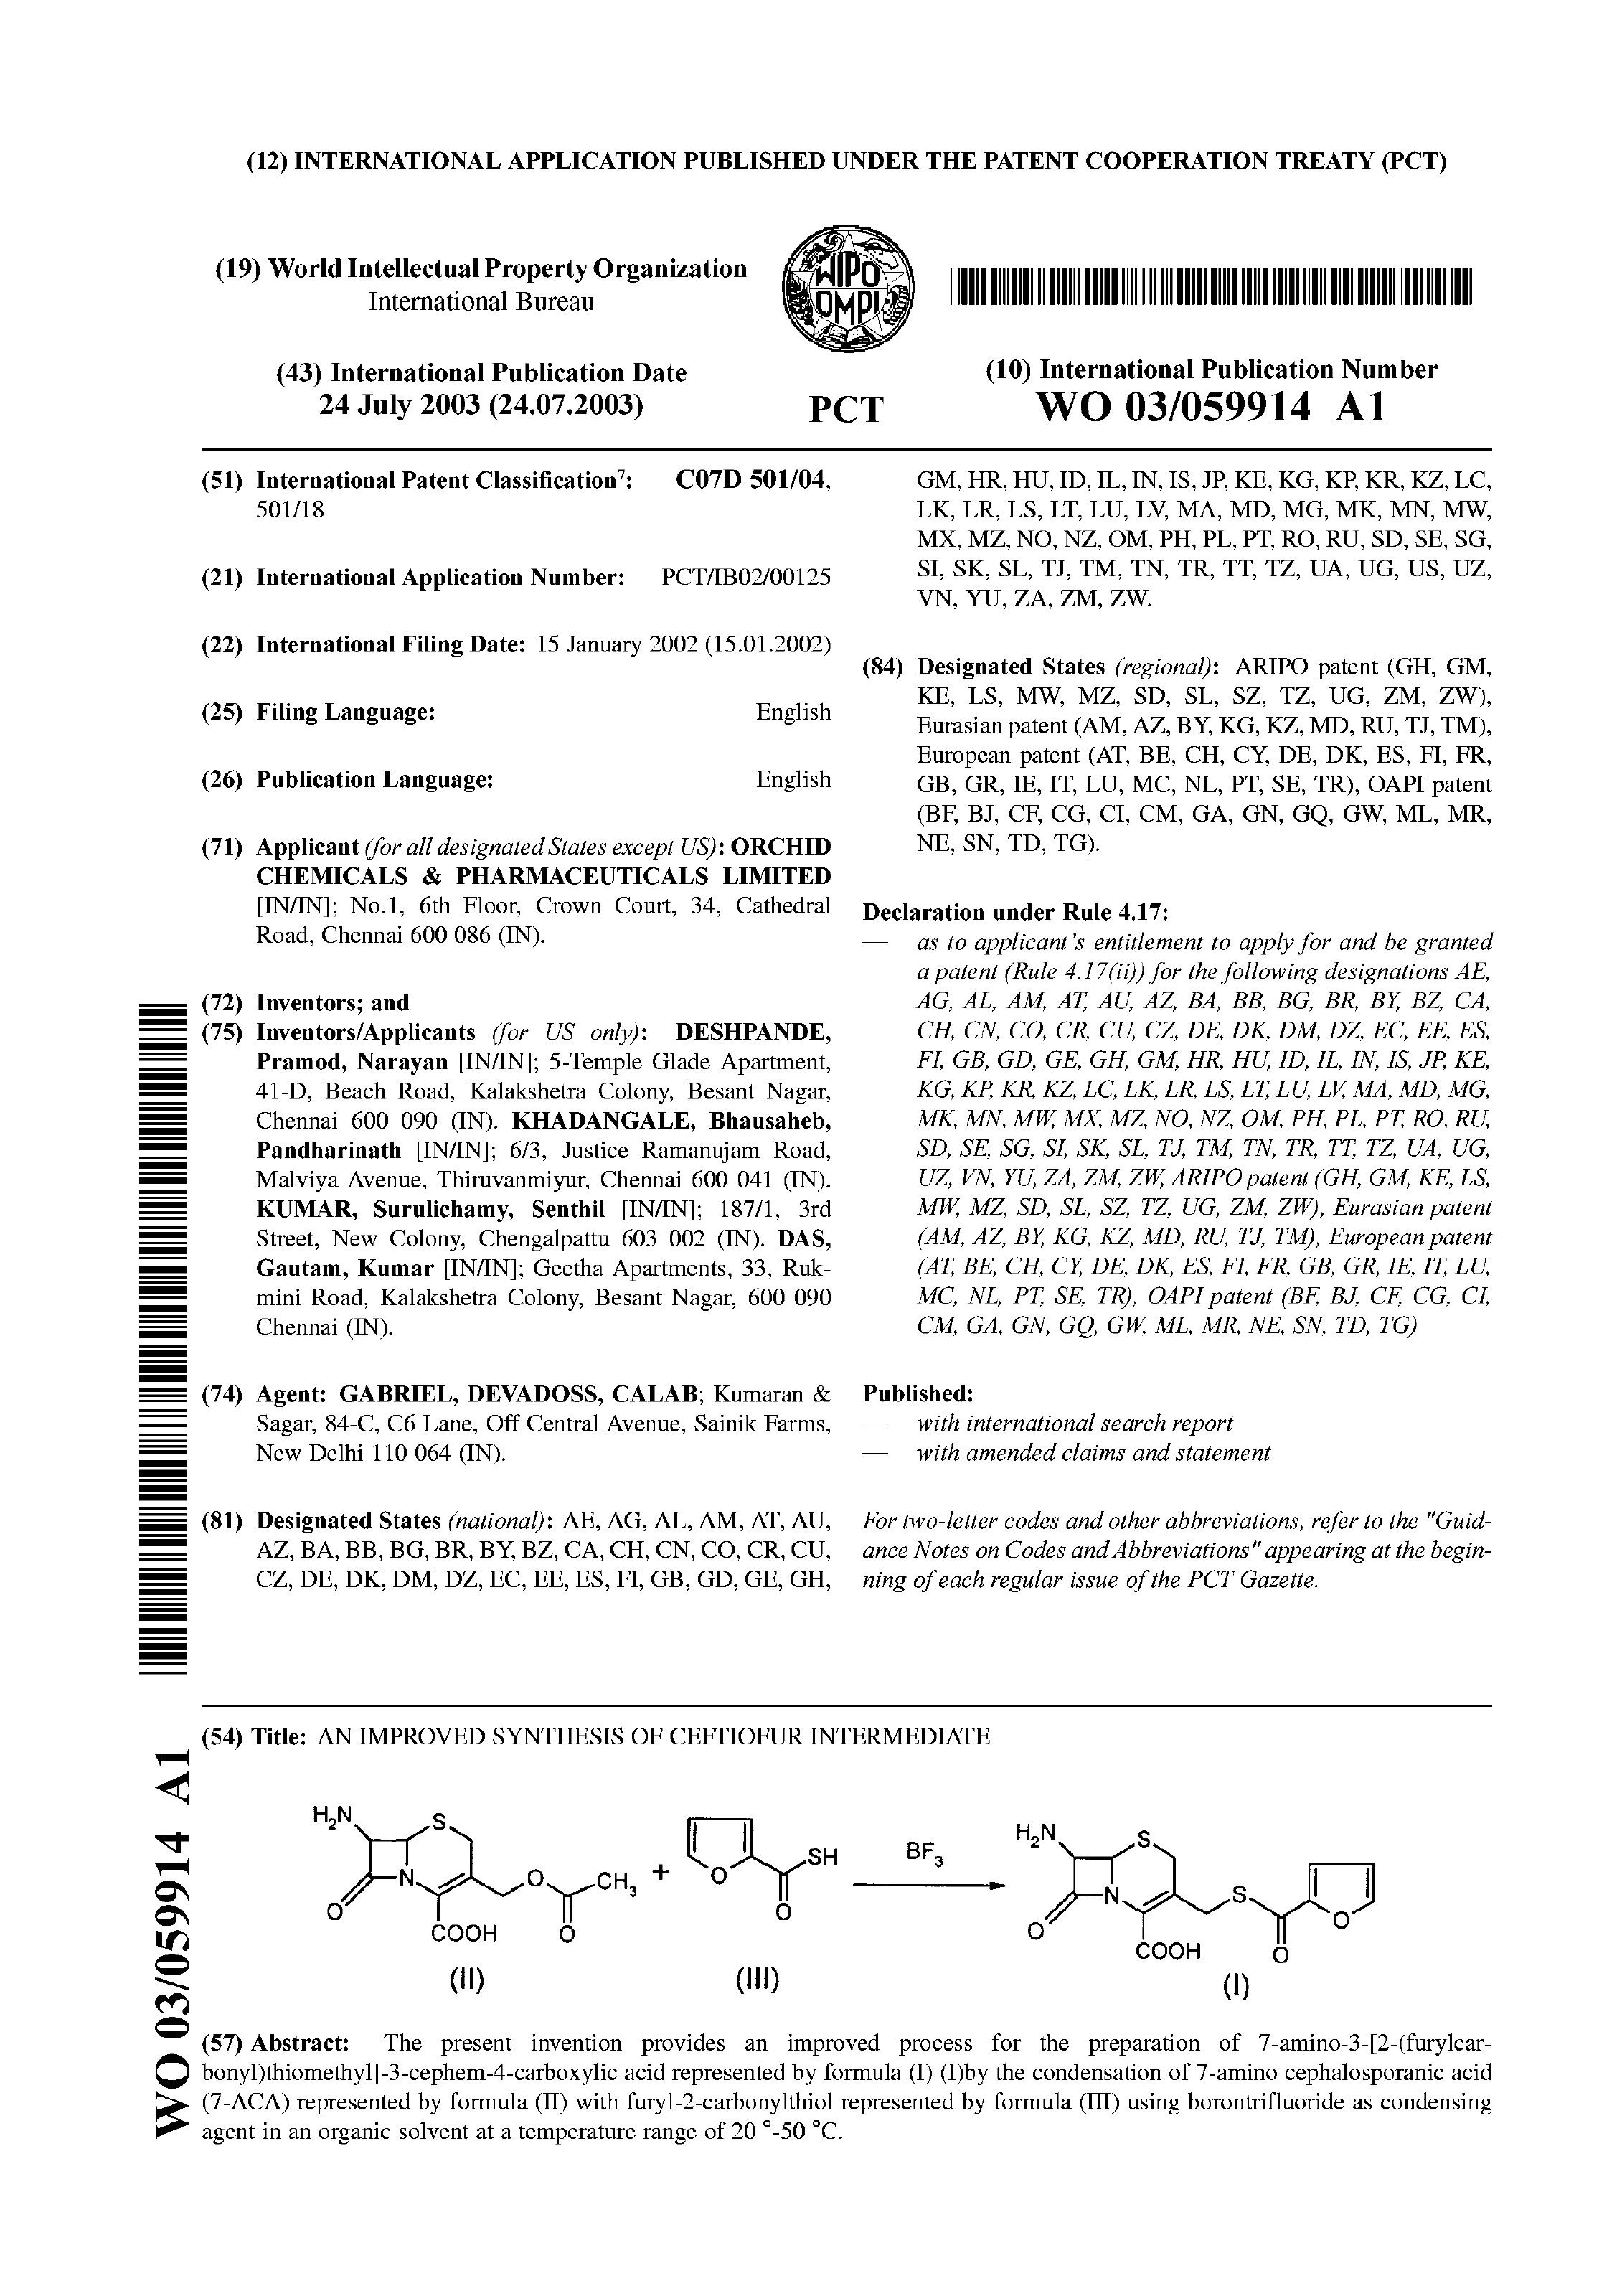 (12) INTERNATIONAL APPLICATION PUBLISHED UNDER THE PATENT COOPERATION TREATY (PCT)
(19) World Intellectual Property Organization
International Bureau
WIPO
OMPI
(43) International Publication Date
24 July 2003 (24.07.2003)
PCT
(10) International Publication Number
WO 03/059914 A1
(51) International Patent Classification7: C07D 501/04,
501/18
(21) International Application Number: PCT/IB02/00125
(22) International Filing Date: 15 January 2002 (15.01.2002)
(25) Filing Language: English
(26) Publication Language: English
(71) Applicant (for all designated States except US): ORCHID
CHEMICALS & PHARMACEUTICALS LIMITED
[IN/IN]; No.1, 6th Floor, Crown Court, 34, Cathedral
Road, Chennai 600 086 (IN).
(72) Inventors; and
(75) Inventors/Applicants (for US only): DESHPANDE,
Pramod, Narayan [IN/IN]; 5-Temple Glade Apartment,
41-D, Beach Road, Kalakshetra Colony, Besant Nagar,
Chennai 600 090 (IN). KHADANGALE, Bhausaheb,
Pandharinath [IN/IN]; 6/3, Justice Ramanujam Road,
Malviya Avenue, Thiruvanmiyur, Chennai 600 041 (IN).
KUMAR, Surulichamy, Senthil [IN/IN]; 187/1, 3rd
Street, New Colony, Chengalpattu 603 002 (IN). DAS,
Gautam, Kumar [IN/IN]; Geetha Apartments, 33, Ruk-
mini Road, Kalakshetra Colony, Besant Nagar, 600 090
Chennai (IN).
(74) Agent: GABRIEL, DEVADOSS, CALAB; Kumaran &
Sagar, 84-C, C6 Lane, Off Central Avenue, Sainik Farms,
New Delhi 110 064 (IN).
(81) Designated States (national): AE, AG, AL, AM, AT, AU,
AZ, BA, BB, BG, BR, BY, BZ, CA, CH, CN, CO, CR, CU,
CZ, DE, DK, DM, DZ, EC, EE, ES, FI, GB, GD, GE, GH,
GM, HR, HU, ID, IL, IN, IS, JP, KE, KG, KP, KR, KZ, LC,
LK, LR, LS, LT, LU, LV, MA, MD, MG, MK, MN, MW,
MX, MZ, NO, NZ, OM, PH, PL, PT, RO, RU, SD, SE, SG,
SI, SK, SL, TJ, TM, TN, TR, TT, TZ, UA, UG, US, UZ,
VN, YU, ZA, ZM, ZW.
(84) Designated States (regional): ARIPO patent (GH, GM,
KE, LS, MW, MZ, SD, SL, SZ, TZ, UG, ZM, ZW),
Eurasian patent (AM, AZ, BY, KG, KZ, MD, RU, TJ, TM),
European patent (AT, BE, CH, CY, DE, DK, ES, FI, FR,
GB, GR, IE, IT, LU, MC, NL, PT, SE, TR), OAPI patent
(BF, BJ, CF, CG, CI, CM, GA, GN, GQ, GW, ML, MR,
NE, SN, TD, TG).
Declaration under Rule 4.17:
— as to applicant's entitlement to apply for and be granted
a patent (Rule 4.17(ii)) for the following designations AE,
AG, AL, AM, AT, AU, AZ, BA, BB, BG, BR, BY, BZ, CA,
CH, CN, CO, CR, CU, CZ, DE, DK, DM, DZ, EC, EE, ES,
FI, GB, GD, GE, GH, GM, HR, HU, ID, IL, IN, IS, JP, KE,
KG, KP, KR, KZ, LC, LK, LR, LS, LT, LU, LV, MA, MD, MG,
MK, MN, MW, MX, MZ, NO, NZ, OM, PH, PL, PT, RO, RU,
SD, SE, SG, SI, SK, SL, TJ, TM, TN, TR, TT, TZ, UA, UG,
UZ, VN, YU, ZA, ZM, ZW, ARIPO patent (GH, GM, KE, LS,
MW, MZ, SD, SL, SZ, TZ, UG, ZM, ZW), Eurasian patent
(AM, AZ, BY, KG, KZ, MD, RU, TJ, TM), European patent
(AT, BE, CH, CY, DE, DK, ES, FI, FR, GB, GR, IE, IT, LU,
MC, NL, PT, SE, TR), OAPI patent (BF, BJ, CF, CG, CI,
CM, GA, GN, GQ, GW, ML, MR, NE, SN, TD, TG)
Published:
— with international search report
— with amended claims and statement
For two-letter codes and other abbreviations, refer to the "Guid-
ance Notes on Codes and Abbreviations" appearing at the begin-
ning of each regular issue of the PCT Gazette.
WO 03/059914 A1
(54) Title: AN IMPROVED SYNTHESIS OF CEFTIOFUR INTERMEDIATE
H2N S N O COOH O O CH3
(II)
+
O SH O
(III)
BF3
H2N S N O COOH S O O
(I)
(57) Abstract: The present invention provides an improved process for the preparation of 7-amino-3-[2-(furylcar-
bonyl)thiomethyl]-3-cephem-4-carboxylic acid represented by formula (I) (I)by the condensation of 7-amino cephalosporanic acid
(7-ACA) represented by formula (II) with furyl-2-carbonylthiol represented by formula (III) using borontrifluoride as condensing
agent in an organic solvent at a temperature range of 20 °-50 °C.